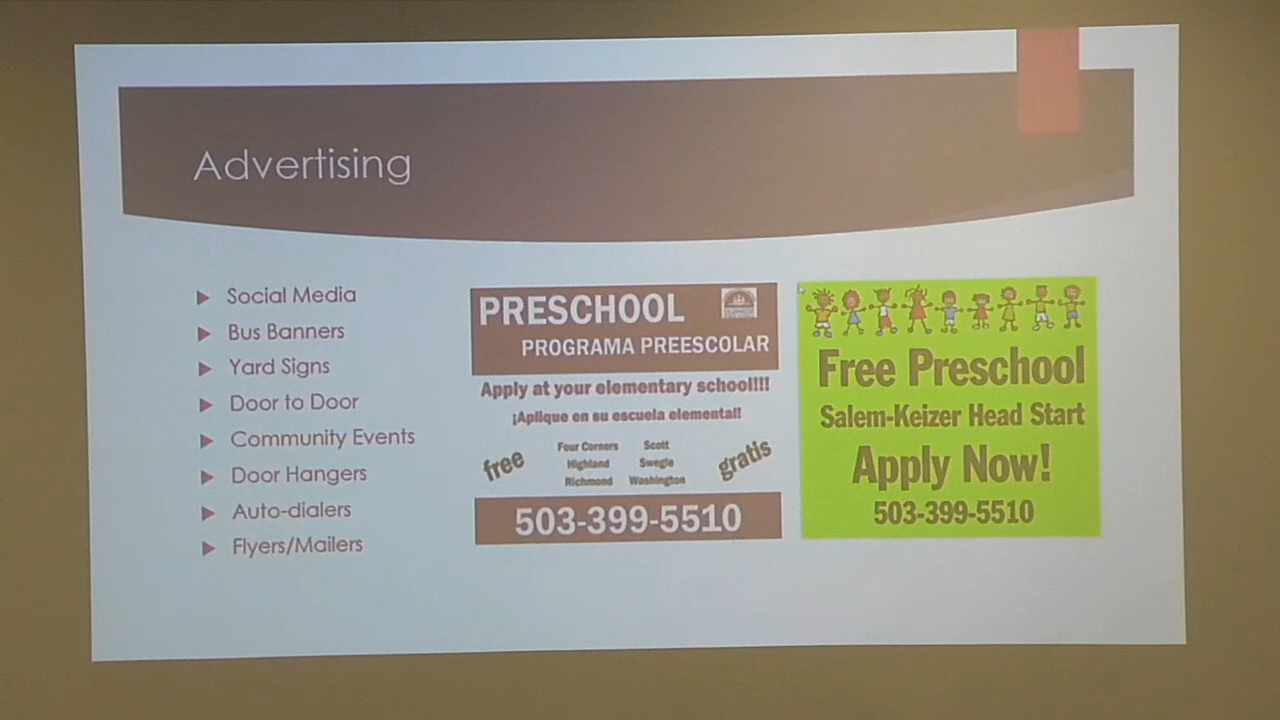 Advertising
Social Media
Bus Banners
Yard Signs
Door to Door
Community Events
Door Hangers
Auto-dialers
Flyers/Mailers
PRESCHOOL
PROGRAMA PREESCOLAR
Apply at your elementary school!!!
¡Aplique en su escuela elemental!
free
Four Corners Scott
Highland Swegle
Richmond Washington
gratis
503-399-5510
Free Preschool
Salem-Keizer Head Start
Apply Now!
503-399-5510